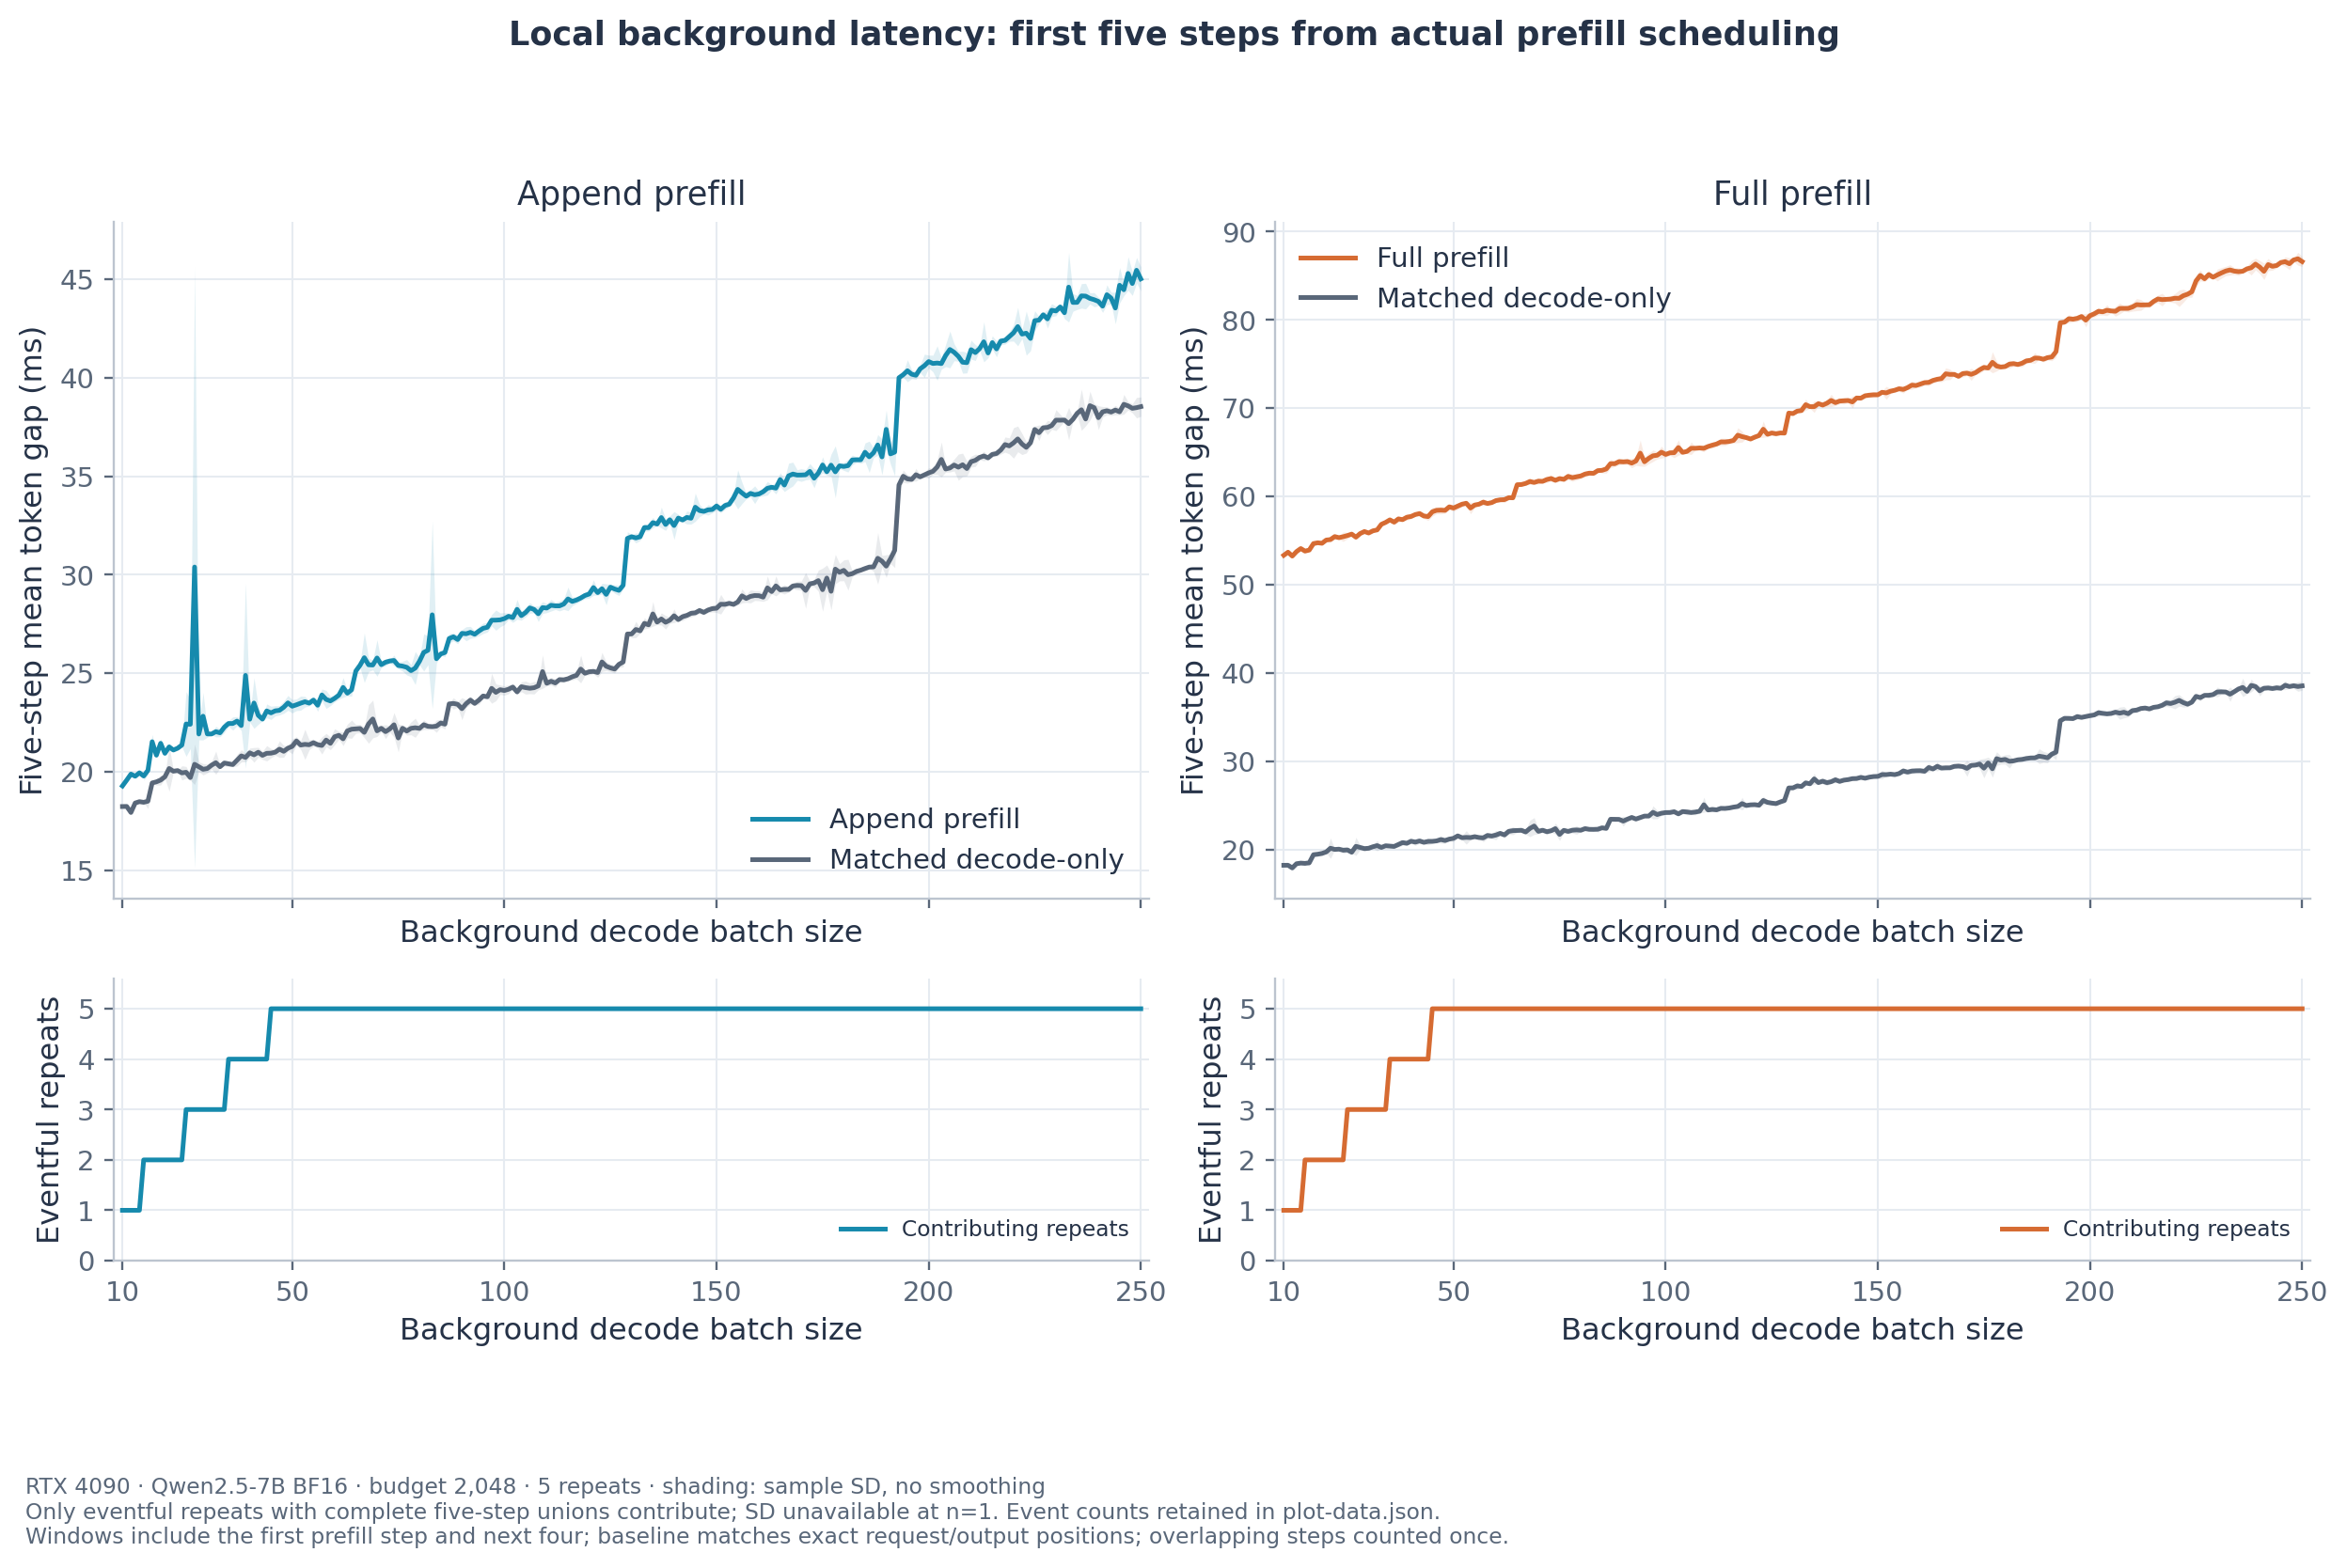 Local background latency: first five steps from actual prefill scheduling
Append prefill
Five-step mean token gap (ms)
45
40
35
30
25
20
15
Append prefill
Matched decode-only
Background decode batch size
Full prefill
Five-step mean token gap (ms)
90
80
70
60
50
40
30
20
Full prefill
Matched decode-only
Background decode batch size
Eventful repeats
5
4
3
2
1
0
Contributing repeats
10 50 100 150 200 250
Background decode batch size
Eventful repeats
5
4
3
2
1
0
Contributing repeats
10 50 100 150 200 250
Background decode batch size
RTX 4090 · Qwen2.5-7B BF16 · budget 2,048 · 5 repeats · shading: sample SD, no smoothing
Only eventful repeats with complete five-step unions contribute; SD unavailable at n=1. Event counts retained in plot-data.json.
Windows include the first prefill step and next four; baseline matches exact request/output positions; overlapping steps counted once.